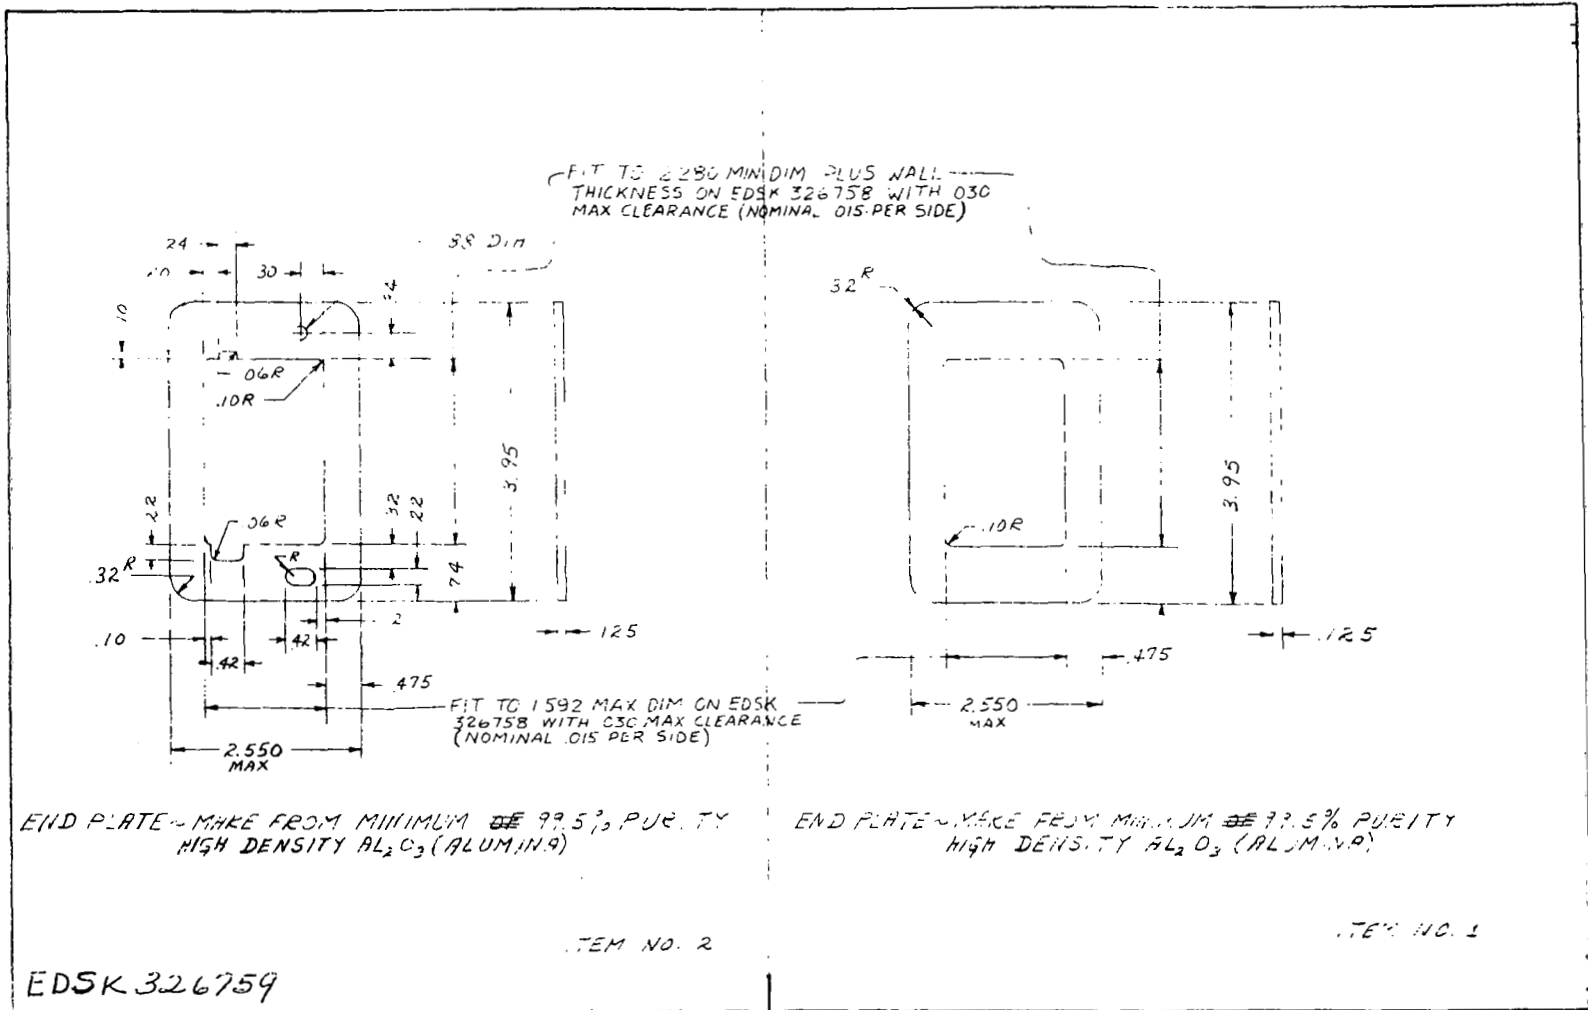 FIT TO 2 280 MIN DIM PLUS WALL
THICKNESS ON EDSK 326758 WITH 030
MAX CLEARANCE (NOMINAL 015 PER SIDE)
24
30
10
.06R
.10R
3.95
22
.06R
32
22
R
.32R
74
.10
.42
.42
2
.125
.475
FIT TO 1 592 MAX DIM ON EDSK
326758 WITH 030 MAX CLEARANCE
(NOMINAL .015 PER SIDE)
2.550
MAX
END PLATE ~ MAKE FROM MINIMUM 99.5% PURITY
HIGH DENSITY AL2O3 (ALUMINA)
ITEM NO. 2
32R
.10R
3.95
.125
.475
2.550
MAX
END PLATE ~ MAKE FROM MINIMUM 99.5% PURITY
HIGH DENSITY AL2O3 (ALUMINA)
ITEM NO. 1
EDSK 326759